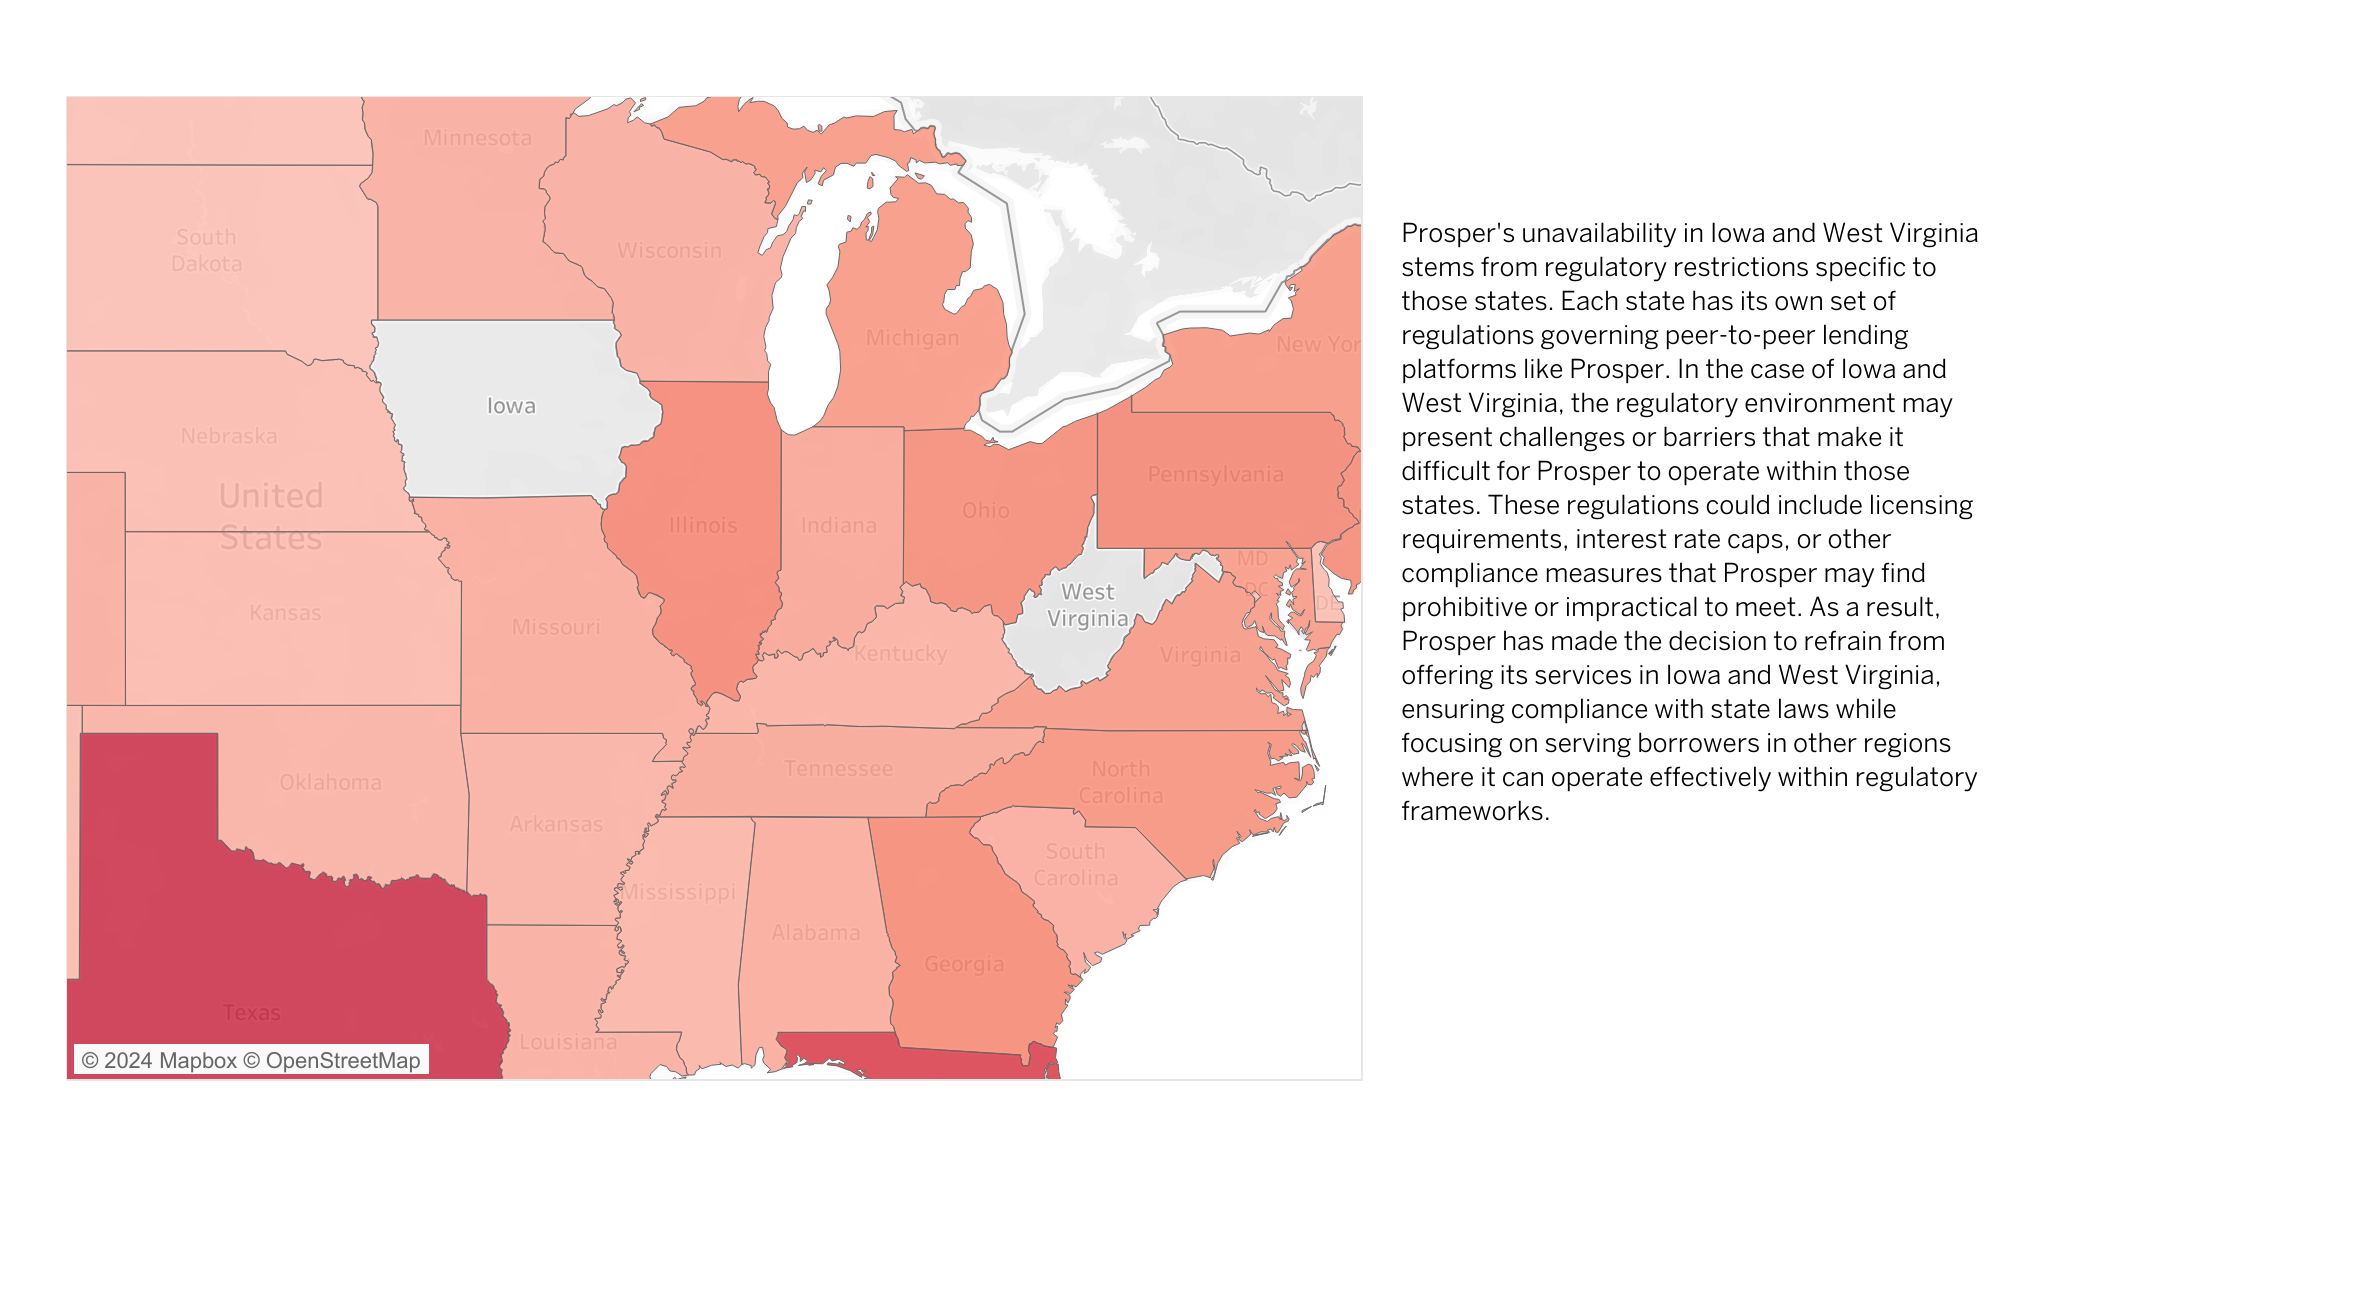 Minnesota
South
Dakota
Wisconsin
Michigan
New Yor
Iowa
Nebraska
United
States
Pennsylvania
Illinois
Indiana
Ohio
MD
DC
DE
West
Virginia
Kansas
Missouri
Kentucky
Virginia
Oklahoma
Tennessee
North
Carolina
Arkansas
South
Carolina
Mississippi
Alabama
Georgia
Texas
Louisiana
© 2024 Mapbox © OpenStreetMap
Prosper's unavailability in Iowa and West Virginia
stems from regulatory restrictions specific to
those states. Each state has its own set of
regulations governing peer-to-peer lending
platforms like Prosper. In the case of Iowa and
West Virginia, the regulatory environment may
present challenges or barriers that make it
difficult for Prosper to operate within those
states. These regulations could include licensing
requirements, interest rate caps, or other
compliance measures that Prosper may find
prohibitive or impractical to meet. As a result,
Prosper has made the decision to refrain from
offering its services in Iowa and West Virginia,
ensuring compliance with state laws while
focusing on serving borrowers in other regions
where it can operate effectively within regulatory
frameworks.